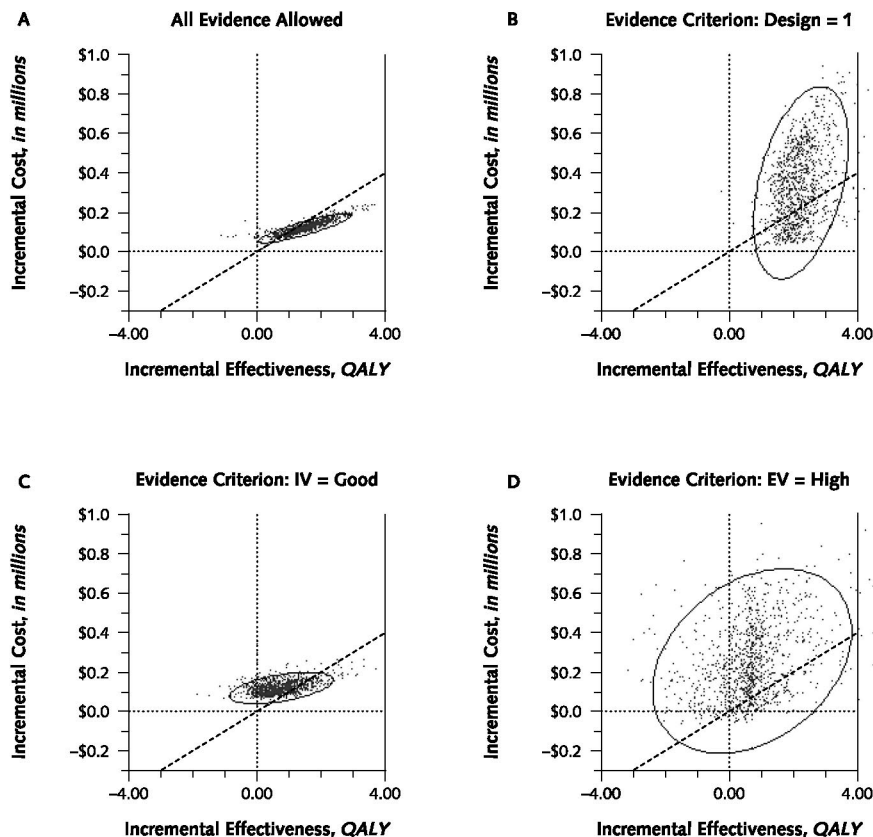 A
All Evidence Allowed
Incremental Cost, in millions
$1.0
$0.8
$0.6
$0.4
$0.2
$0.0
–$0.2
–4.00
0.00
4.00
Incremental Effectiveness, QALY
B
Evidence Criterion: Design = 1
Incremental Cost, in millions
$1.0
$0.8
$0.6
$0.4
$0.2
$0.0
–$0.2
–4.00
0.00
4.00
Incremental Effectiveness, QALY
C
Evidence Criterion: IV = Good
Incremental Cost, in millions
$1.0
$0.8
$0.6
$0.4
$0.2
$0.0
–$0.2
–4.00
0.00
4.00
Incremental Effectiveness, QALY
D
Evidence Criterion: EV = High
Incremental Cost, in millions
$1.0
$0.8
$0.6
$0.4
$0.2
$0.0
–$0.2
–4.00
0.00
4.00
Incremental Effectiveness, QALY